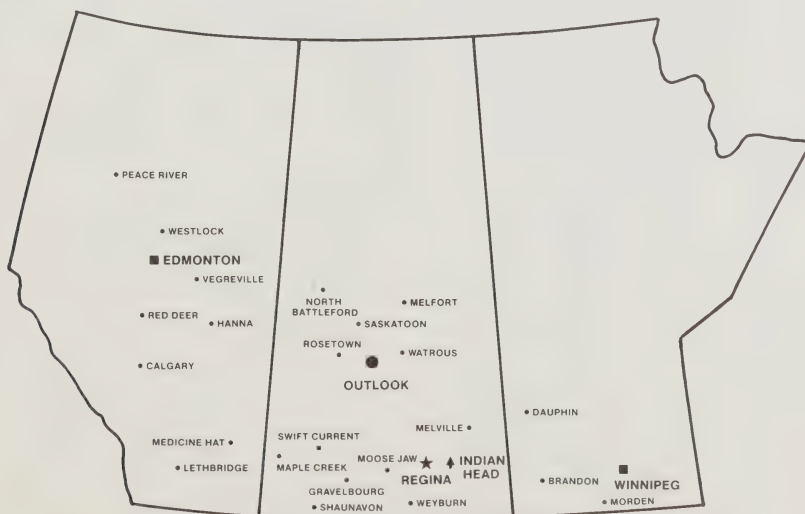 PEACE RIVER
WESTLOCK
EDMONTON
VEGREVILLE
RED DEER
HANNA
CALGARY
MEDICINE HAT
LETHBRIDGE
NORTH
BATTLEFORD
MELFORT
SASKATOON
ROSETOWN
WATROUS
OUTLOOK
MELVILLE
SWIFT CURRENT
MAPLE CREEK
MOOSE JAW
REGINA
INDIAN
HEAD
GRAVELBOURG
SHAUNAVON
WEYBURN
DAUPHIN
BRANDON
WINNIPEG
MORDEN